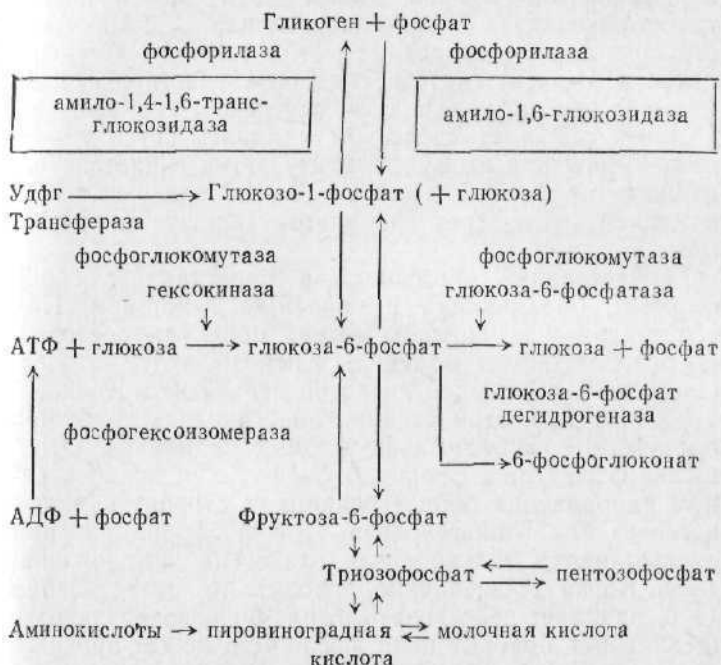 Гликоген + фосфат
фосфорилаза фосфорилаза
амило-1,4-1,6-транс-
глюкозидаза
амило-1,6-глюкозидаза
Удфг → Глюкозо-1-фосфат ( + глюкоза)
Трансфераза
фосфоглюкомутаза фосфоглюкомутаза
гексокиназа глюкоза-6-фосфатаза
АТФ + глюкоза → глюкоза-6-фосфат → глюкоза + фосфат
глюкоза-6-фосфат
дегидрогеназа
фосфогексоизомераза
6-фосфоглюконат
АДФ + фосфат Фруктоза-6-фосфат
Триозофосфат ⇄ пентозофосфат
Аминокислоты → пировиноградная ⇄ молочная кислота
кислота